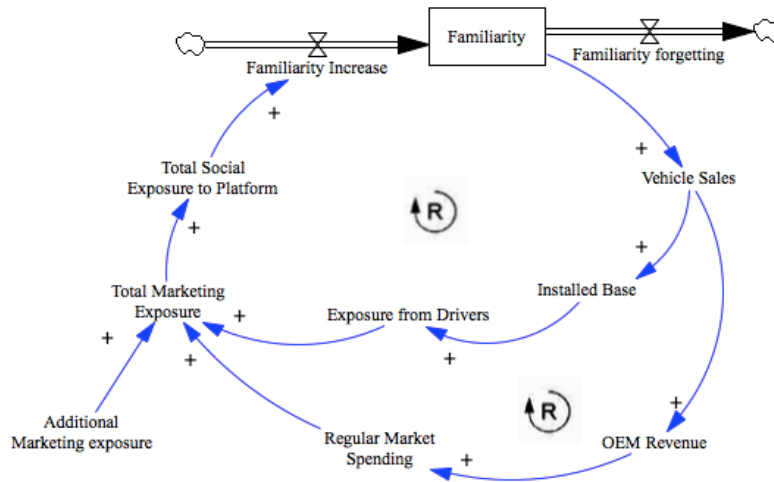 Familiarity
Familiarity Increase
Familiarity forgetting
+
+
Total Social
Exposure to Platform
Vehicle Sales
R
+
+
Total Marketing
Exposure
Installed Base
Exposure from Drivers
+
+
+
+
R
+
Additional
Marketing exposure
Regular Market
Spending
OEM Revenue
+